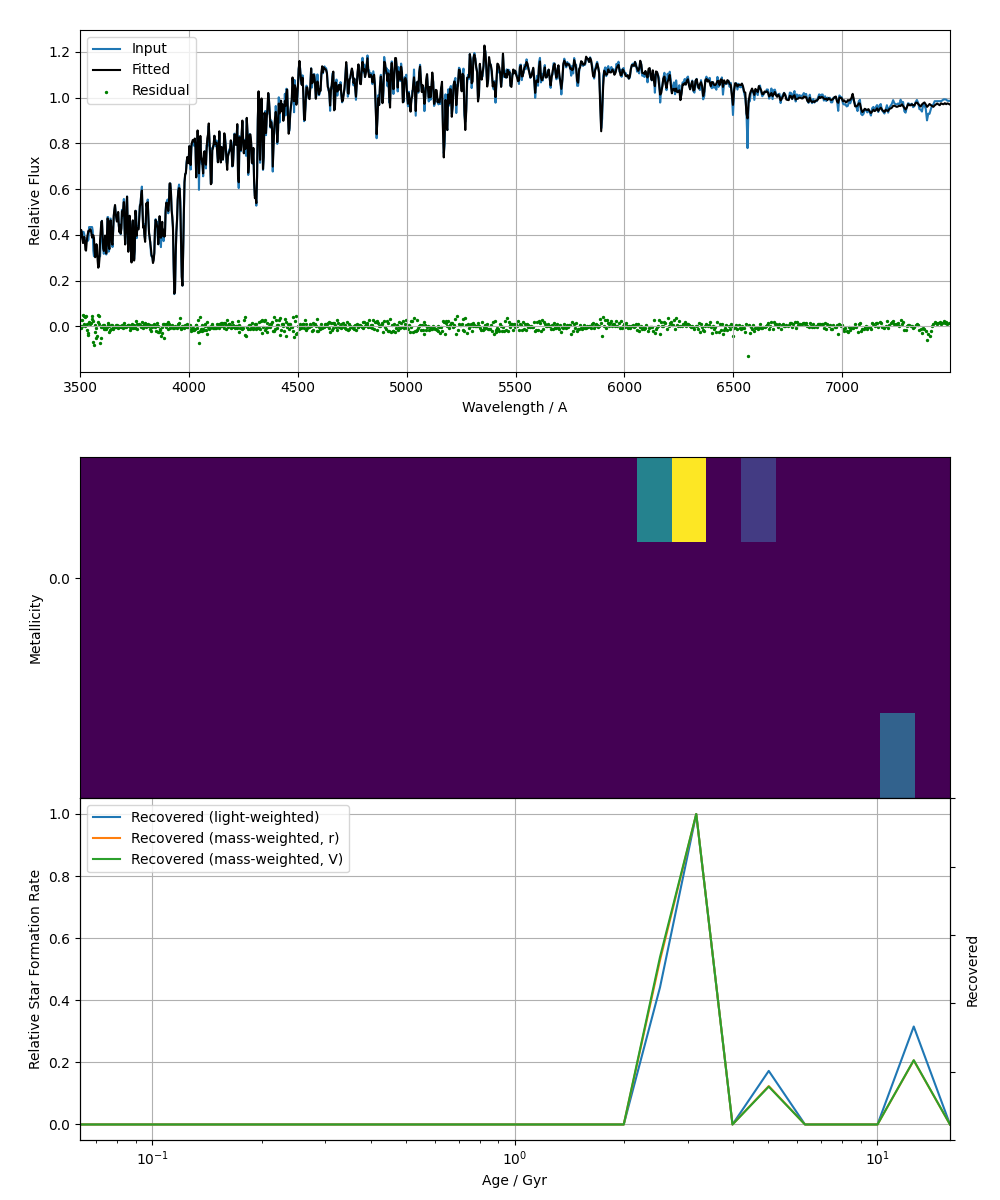 1.2
1.0
0.8
0.6
0.4
0.2
0.0
Relative Flux
Input
Fitted
Residual
3500 4000 4500 5000 5500 6000 6500 7000
Wavelength / A
0.0
Metallicity
1.0
0.8
0.6
0.4
0.2
0.0
Relative Star Formation Rate
Recovered (light-weighted)
Recovered (mass-weighted, r)
Recovered (mass-weighted, V)
Recovered
10⁻¹ 10⁰ 10¹
Age / Gyr